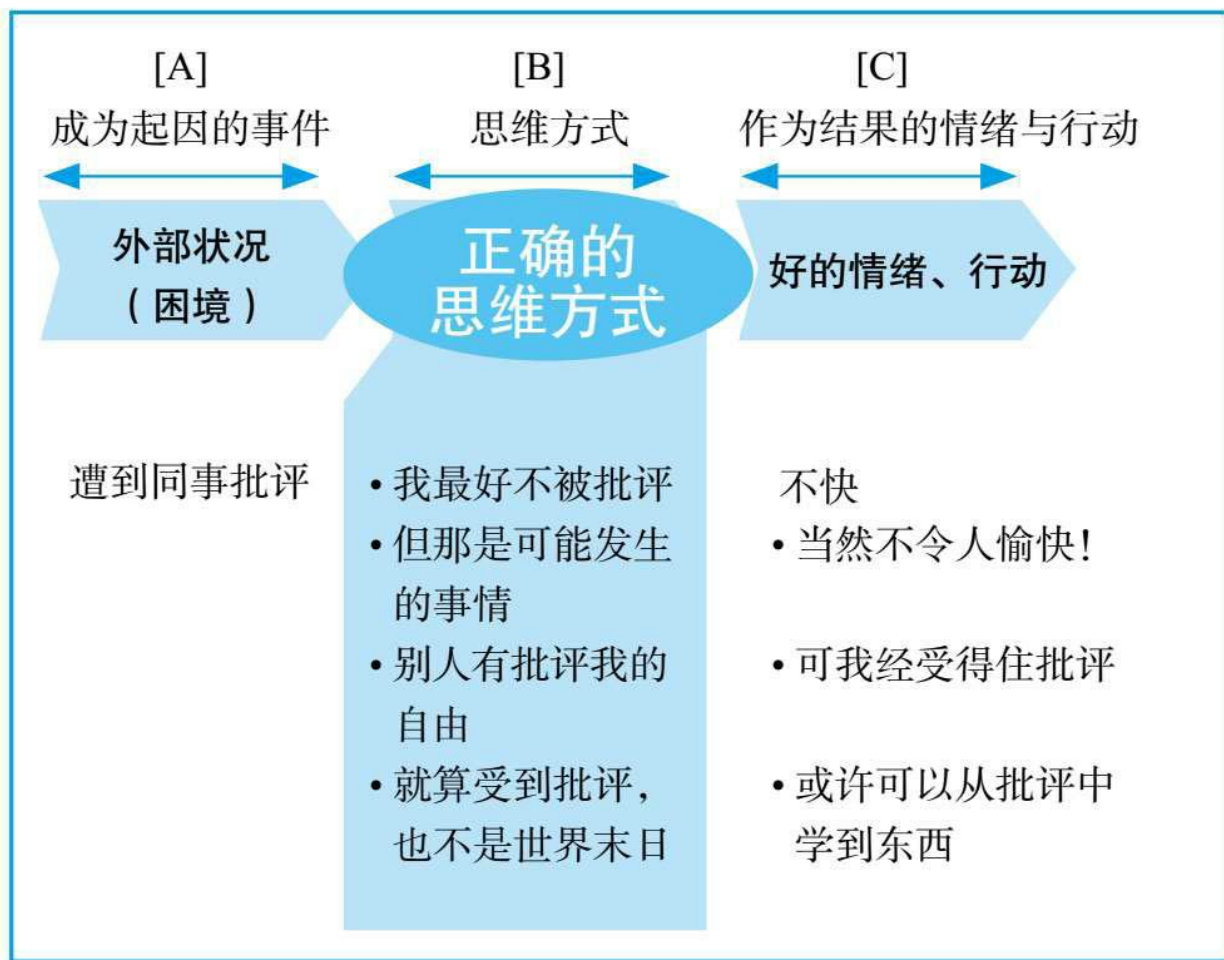 [A]
成为起因的事件
[B]
思维方式
[C]
作为结果的情绪与行动
外部状况
（困境）
正确的
思维方式
好的情绪、行动
遭到同事批评
• 我最好不被批评
• 但那是可能发生
的事情
• 别人有批评我的
自由
• 就算受到批评，
也不是世界末日
不快
• 当然不令人愉快！
• 可我经受得住批评
• 或许可以从批评中
学到东西